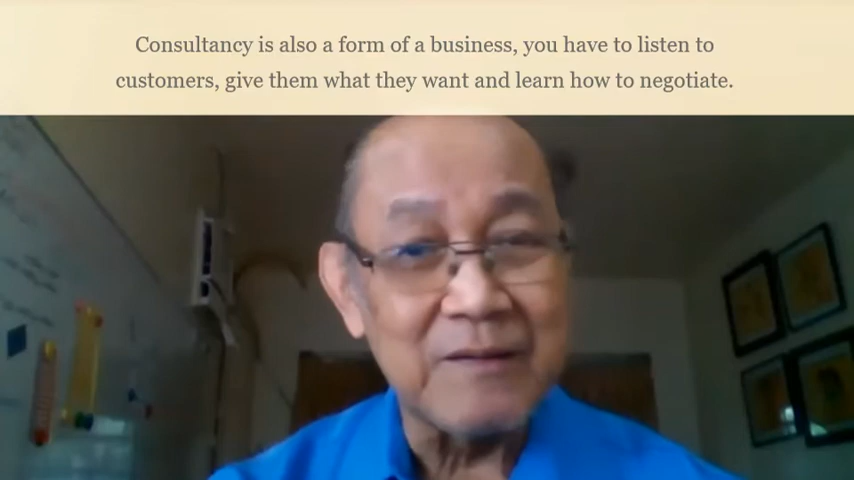 Consultancy is also a form of a business, you have to listen to
customers, give them what they want and learn how to negotiate.